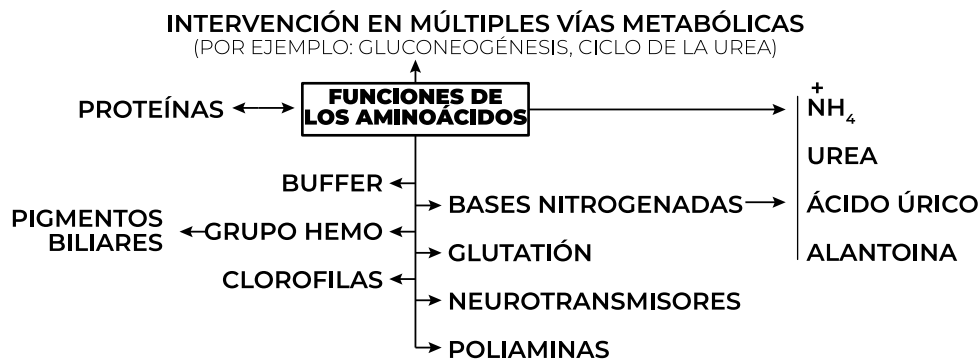 INTERVENCIÓN EN MÚLTIPLES VÍAS METABÓLICAS
(POR EJEMPLO: GLUCONEOGÉNESIS, CICLO DE LA UREA)
PROTEÍNAS
FUNCIONES DE
LOS AMINOÁCIDOS
+
NH4
UREA
ÁCIDO ÚRICO
ALANTOINA
BUFFER
BASES NITROGENADAS
PIGMENTOS
BILIARES
GRUPO HEMO
GLUTATIÓN
CLOROFILAS
NEUROTRANSMISORES
POLIAMINAS